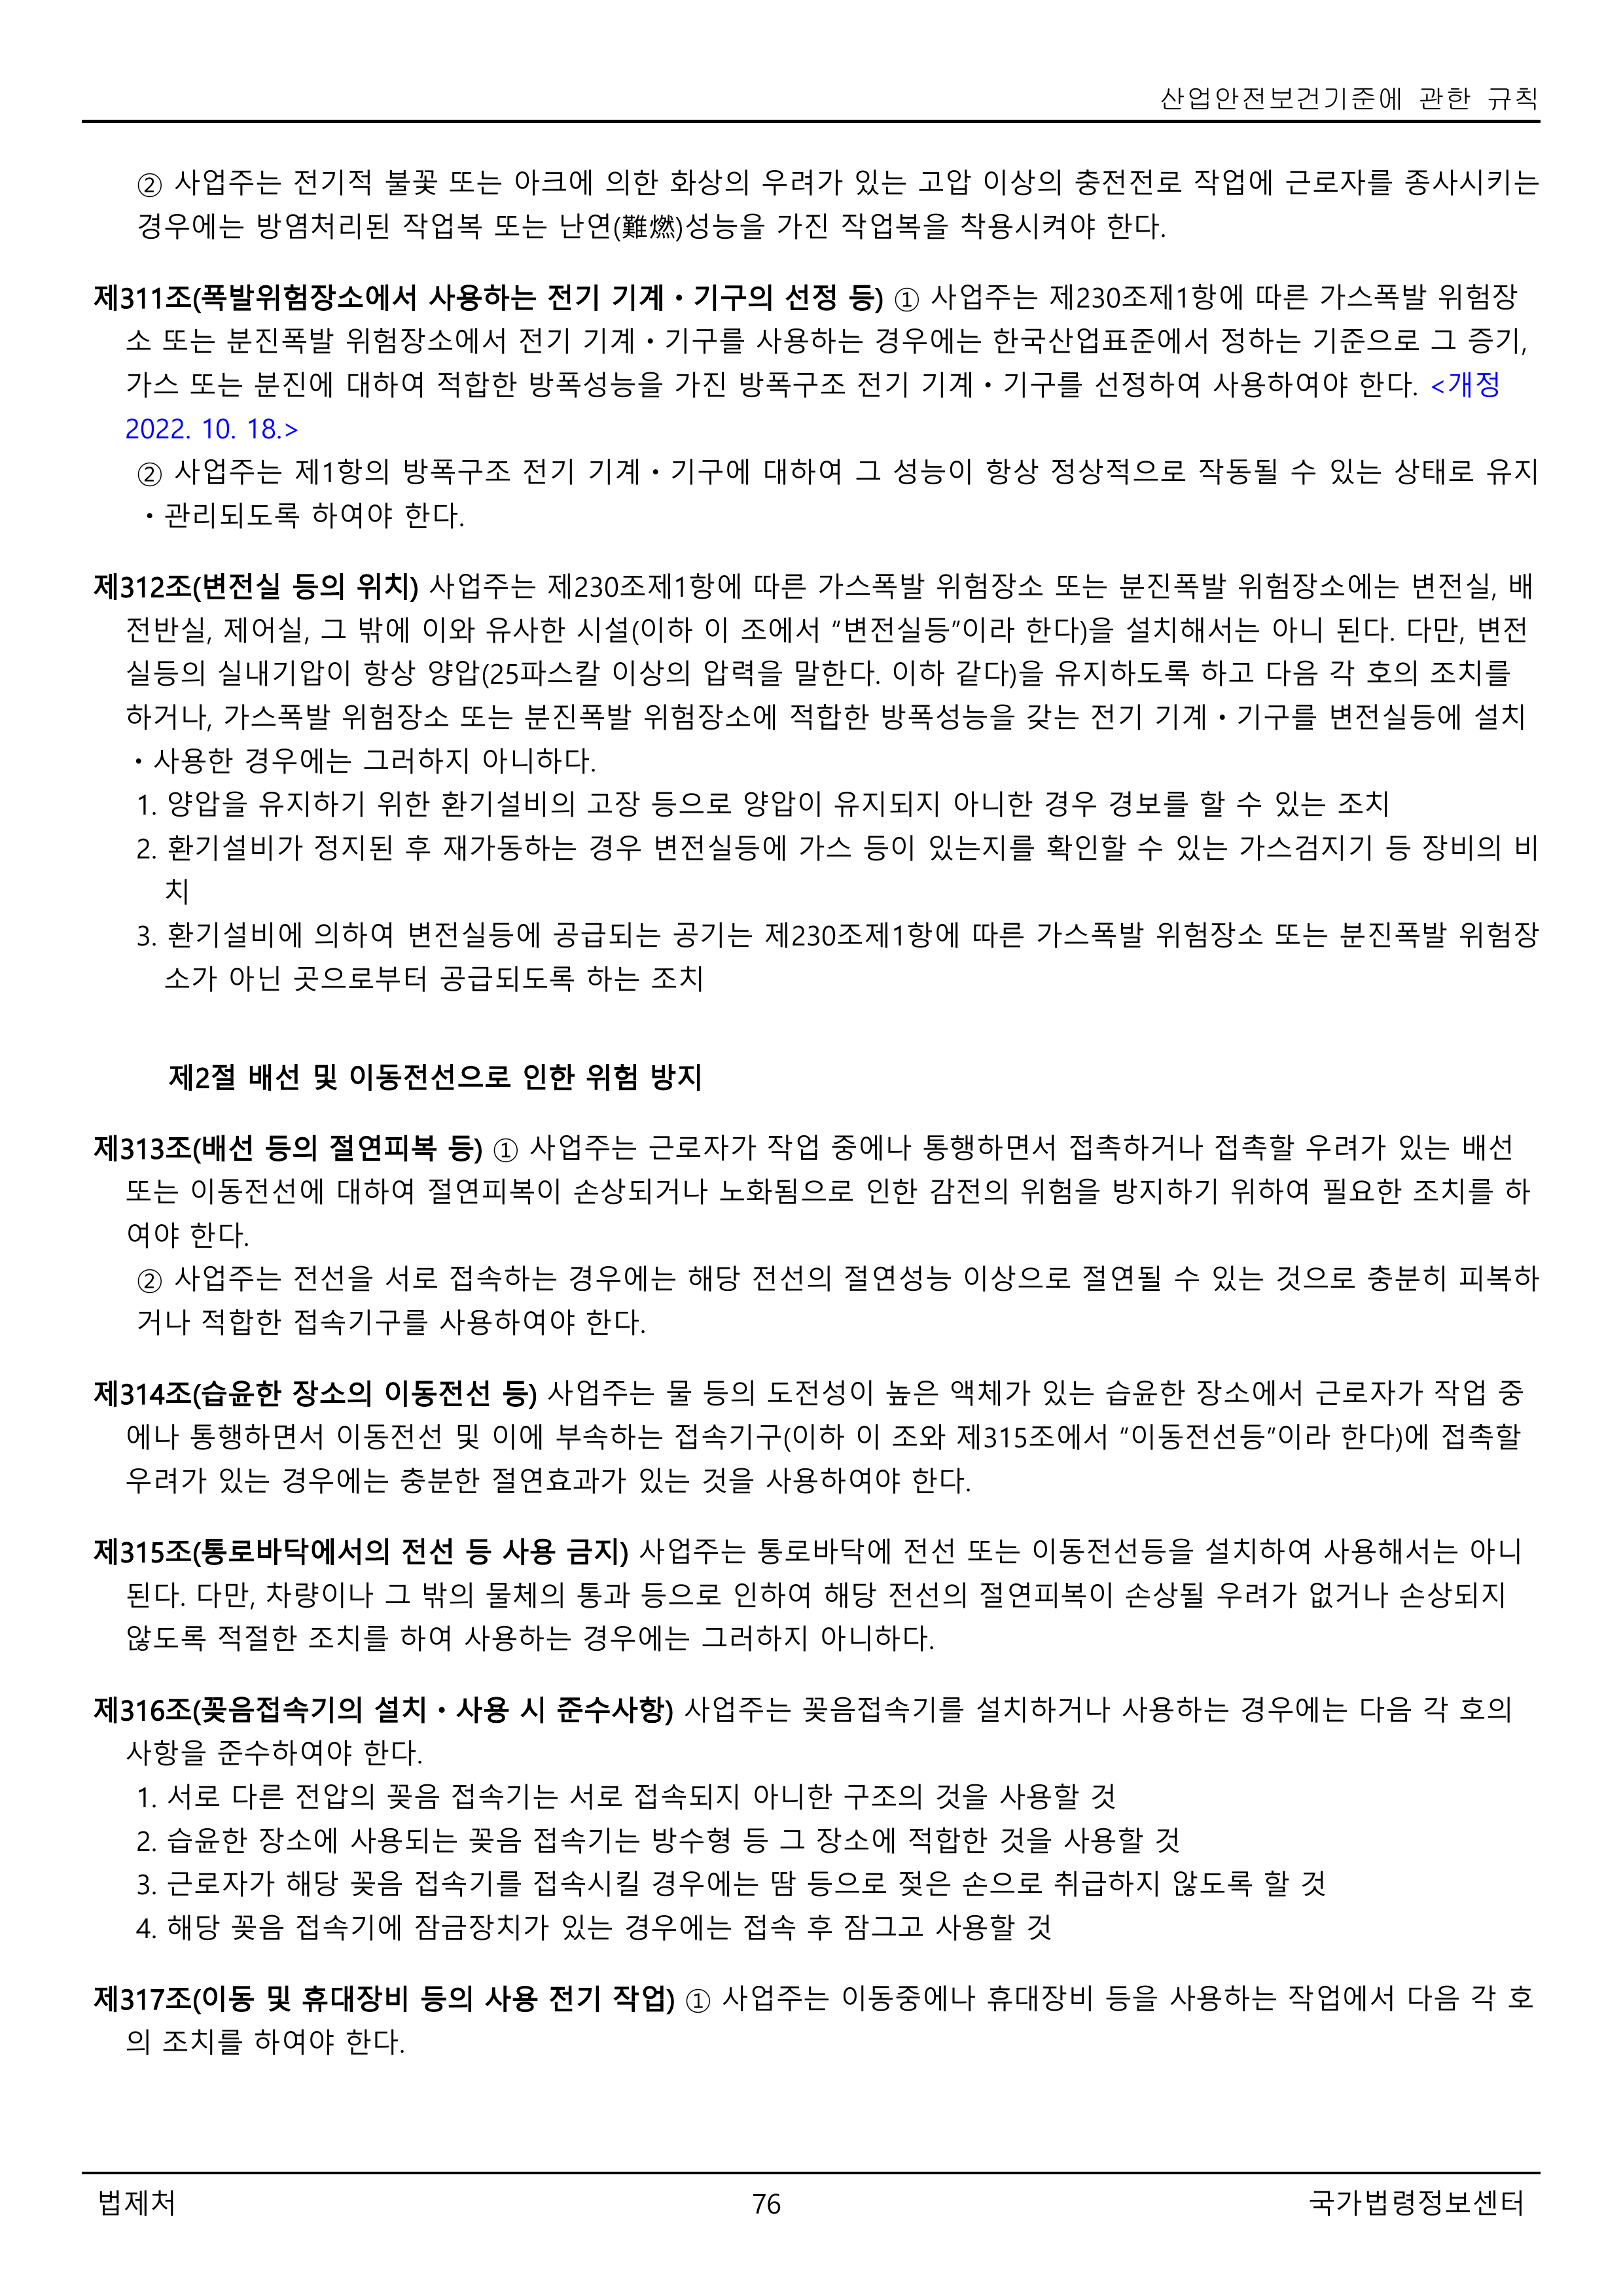 산업안전보건기준에 관한 규칙
② 사업주는 전기적 불꽃 또는 아크에 의한 화상의 우려가 있는 고압 이상의 충전전로 작업에 근로자를 종사시키는
경우에는 방염처리된 작업복 또는 난연(難燃)성능을 가진 작업복을 착용시켜야 한다.
제311조(폭발위험장소에서 사용하는 전기 기계ㆍ기구의 선정 등) ① 사업주는 제230조제1항에 따른 가스폭발 위험장
소 또는 분진폭발 위험장소에서 전기 기계ㆍ기구를 사용하는 경우에는 한국산업표준에서 정하는 기준으로 그 증기,
가스 또는 분진에 대하여 적합한 방폭성능을 가진 방폭구조 전기 기계ㆍ기구를 선정하여 사용하여야 한다. <개정
2022. 10. 18.>
② 사업주는 제1항의 방폭구조 전기 기계ㆍ기구에 대하여 그 성능이 항상 정상적으로 작동될 수 있는 상태로 유지
ㆍ관리되도록 하여야 한다.
제312조(변전실 등의 위치) 사업주는 제230조제1항에 따른 가스폭발 위험장소 또는 분진폭발 위험장소에는 변전실, 배
전반실, 제어실, 그 밖에 이와 유사한 시설(이하 이 조에서 “변전실등”이라 한다)을 설치해서는 아니 된다. 다만, 변전
실등의 실내기압이 항상 양압(25파스칼 이상의 압력을 말한다. 이하 같다)을 유지하도록 하고 다음 각 호의 조치를
하거나, 가스폭발 위험장소 또는 분진폭발 위험장소에 적합한 방폭성능을 갖는 전기 기계ㆍ기구를 변전실등에 설치
ㆍ사용한 경우에는 그러하지 아니하다.
1. 양압을 유지하기 위한 환기설비의 고장 등으로 양압이 유지되지 아니한 경우 경보를 할 수 있는 조치
2. 환기설비가 정지된 후 재가동하는 경우 변전실등에 가스 등이 있는지를 확인할 수 있는 가스검지기 등 장비의 비
치
3. 환기설비에 의하여 변전실등에 공급되는 공기는 제230조제1항에 따른 가스폭발 위험장소 또는 분진폭발 위험장
소가 아닌 곳으로부터 공급되도록 하는 조치
제2절 배선 및 이동전선으로 인한 위험 방지
제313조(배선 등의 절연피복 등) ① 사업주는 근로자가 작업 중에나 통행하면서 접촉하거나 접촉할 우려가 있는 배선
또는 이동전선에 대하여 절연피복이 손상되거나 노화됨으로 인한 감전의 위험을 방지하기 위하여 필요한 조치를 하
여야 한다.
② 사업주는 전선을 서로 접속하는 경우에는 해당 전선의 절연성능 이상으로 절연될 수 있는 것으로 충분히 피복하
거나 적합한 접속기구를 사용하여야 한다.
제314조(습윤한 장소의 이동전선 등) 사업주는 물 등의 도전성이 높은 액체가 있는 습윤한 장소에서 근로자가 작업 중
에나 통행하면서 이동전선 및 이에 부속하는 접속기구(이하 이 조와 제315조에서 “이동전선등”이라 한다)에 접촉할
우려가 있는 경우에는 충분한 절연효과가 있는 것을 사용하여야 한다.
제315조(통로바닥에서의 전선 등 사용 금지) 사업주는 통로바닥에 전선 또는 이동전선등을 설치하여 사용해서는 아니
된다. 다만, 차량이나 그 밖의 물체의 통과 등으로 인하여 해당 전선의 절연피복이 손상될 우려가 없거나 손상되지
않도록 적절한 조치를 하여 사용하는 경우에는 그러하지 아니하다.
제316조(꽂음접속기의 설치ㆍ사용 시 준수사항) 사업주는 꽂음접속기를 설치하거나 사용하는 경우에는 다음 각 호의
사항을 준수하여야 한다.
1. 서로 다른 전압의 꽂음 접속기는 서로 접속되지 아니한 구조의 것을 사용할 것
2. 습윤한 장소에 사용되는 꽂음 접속기는 방수형 등 그 장소에 적합한 것을 사용할 것
3. 근로자가 해당 꽂음 접속기를 접속시킬 경우에는 땀 등으로 젖은 손으로 취급하지 않도록 할 것
4. 해당 꽂음 접속기에 잠금장치가 있는 경우에는 접속 후 잠그고 사용할 것
제317조(이동 및 휴대장비 등의 사용 전기 작업) ① 사업주는 이동중에나 휴대장비 등을 사용하는 작업에서 다음 각 호
의 조치를 하여야 한다.
법제처 76 국가법령정보센터